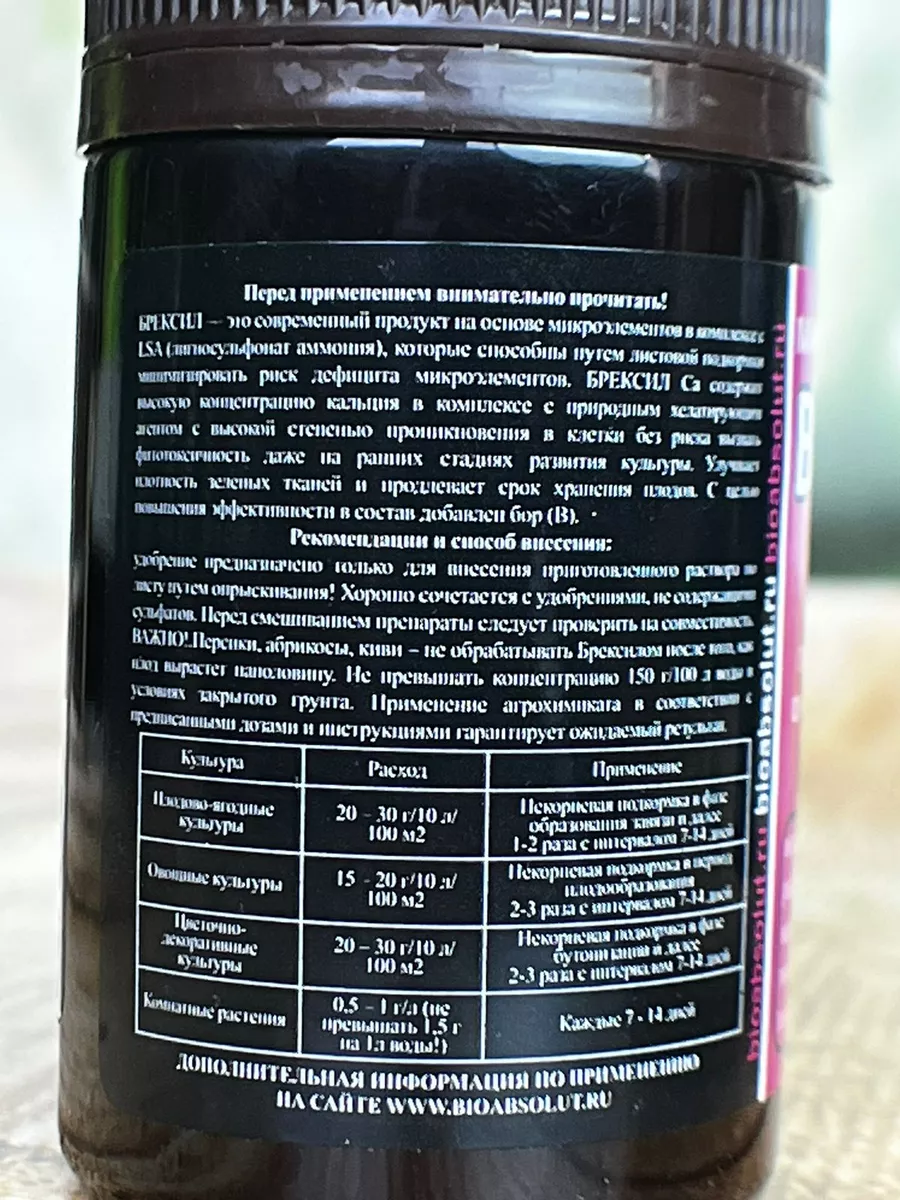 Перед применением внимательно прочитать!
БРЕКСИЛ — это современный продукт на основе микроэлементов в комплексе с
LSA (лигносульфонат аммония), которые способны путем листовой подкормки
минимизировать риск дефицита микроэлементов. БРЕКСИЛ Са содержит
высокую концентрацию кальция в комплексе с природным хелатирующим
агентом с высокой степенью проникновения в клетки без риска вызвать
фитотоксичность даже на ранних стадиях развития культуры. Улучшает
плотность зеленых тканей и продлевает срок хранения плодов. С целью
повышения эффективности в состав добавлен бор (В).
Рекомендации и способ внесения:
удобрение предназначено только для внесения приготовленного раствора по
листу путем опрыскивания! Хорошо сочетается с удобрениями, не содержащими
сульфатов. Перед смешиванием препараты следует проверить на совместимость.
ВАЖНО!.Персики, абрикосы, киви – не обрабатывать Брексилом после того, как
плод вырастет наполовину. Не превышать концентрацию 150 г/100 л воды в
условиях закрытого грунта. Применение агрохимиката в соответствии с
предписанными дозами и инструкциями гарантирует ожидаемый результат.
Культура Расход Применение
Плодово-ягодные
культуры
20 – 30 г/10 л/
100 м2
Некорневая подкормка в фазе
образования завязи и далее
1-2 раза с интервалом 7-14 дней
Овощные культуры
15 - 20 г/10 л/
100 м2
Некорневая подкормка в период
плодообразования
2-3 раза с интервалом 7-14 дней
Цветочно-
декоративные
культуры
20 – 30 г/10 л/
100 м2
Некорневая подкормка в фазе
бутонизации и далее
2-3 раза с интервалом 7-14 дней
Комнатные растения
0,5 – 1 г/л (не
превышать 1,5 г
на 1л воды!)
Каждые 7 - 14 дней
ДОПОЛНИТЕЛЬНАЯ ИНФОРМАЦИЯ ПО ПРИМЕНЕНИЮ
НА САЙТЕ WWW.BIOABSOLUT.RU
bioabsolut.ru bioabsolut.ru bioabsolut.ru